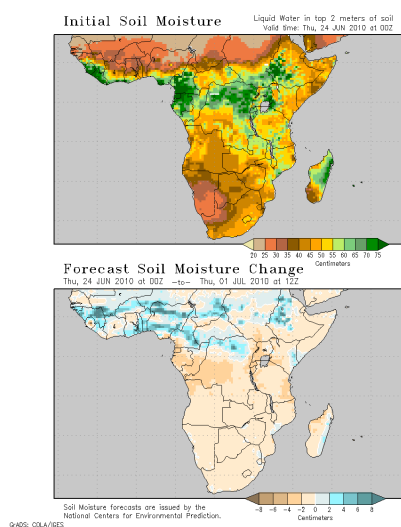 Initial Soil Moisture
Liquid Water in top 2 meters of soil
Valid time: Thu, 24 JUN 2010 at 00Z
20 25 30 35 40 45 50 55 60 65 70 75
Centimeters
Forecast Soil Moisture Change
Thu, 24 JUN 2010 at 00Z -to- Thu, 01 JUL 2010 at 12Z
-8 -6 -4 -2 0 2 4 6 8
Centimeters
Soil Moisture forecasts are issued by the
National Centers for Environmental Prediction.
GrADS: COLA/IGES